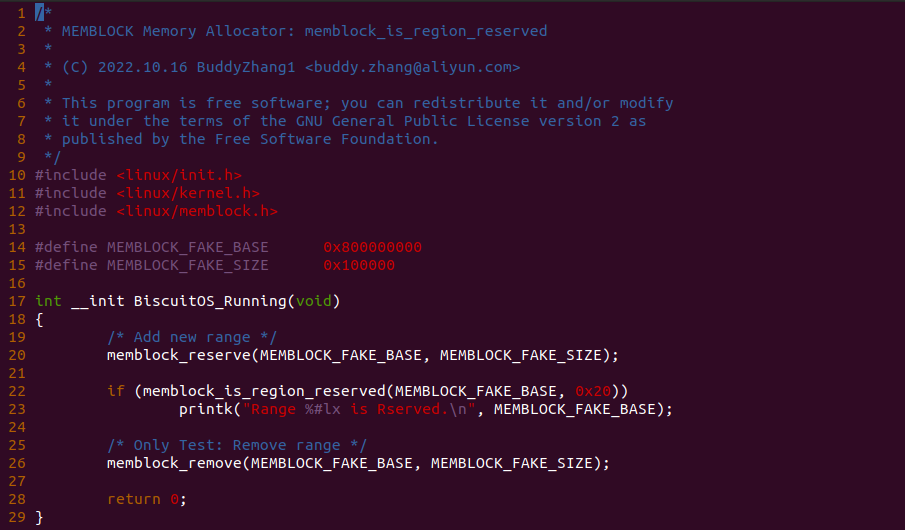 1 /*
2  * MEMBLOCK Memory Allocator: memblock_is_region_reserved
3  *
4  * (C) 2022.10.16 BuddyZhang1 <buddy.zhang@aliyun.com>
5  *
6  * This program is free software; you can redistribute it and/or modify
7  * it under the terms of the GNU General Public License version 2 as
8  * published by the Free Software Foundation.
9  */
10 #include <linux/init.h>
11 #include <linux/kernel.h>
12 #include <linux/memblock.h>
13
14 #define MEMBLOCK_FAKE_BASE      0x800000000
15 #define MEMBLOCK_FAKE_SIZE      0x100000
16
17 int __init BiscuitOS_Running(void)
18 {
19         /* Add new range */
20         memblock_reserve(MEMBLOCK_FAKE_BASE, MEMBLOCK_FAKE_SIZE);
21
22         if (memblock_is_region_reserved(MEMBLOCK_FAKE_BASE, 0x20))
23                 printk("Range %#lx is Rserved.\n", MEMBLOCK_FAKE_BASE);
24
25         /* Only Test: Remove range */
26         memblock_remove(MEMBLOCK_FAKE_BASE, MEMBLOCK_FAKE_SIZE);
27
28         return 0;
29 }